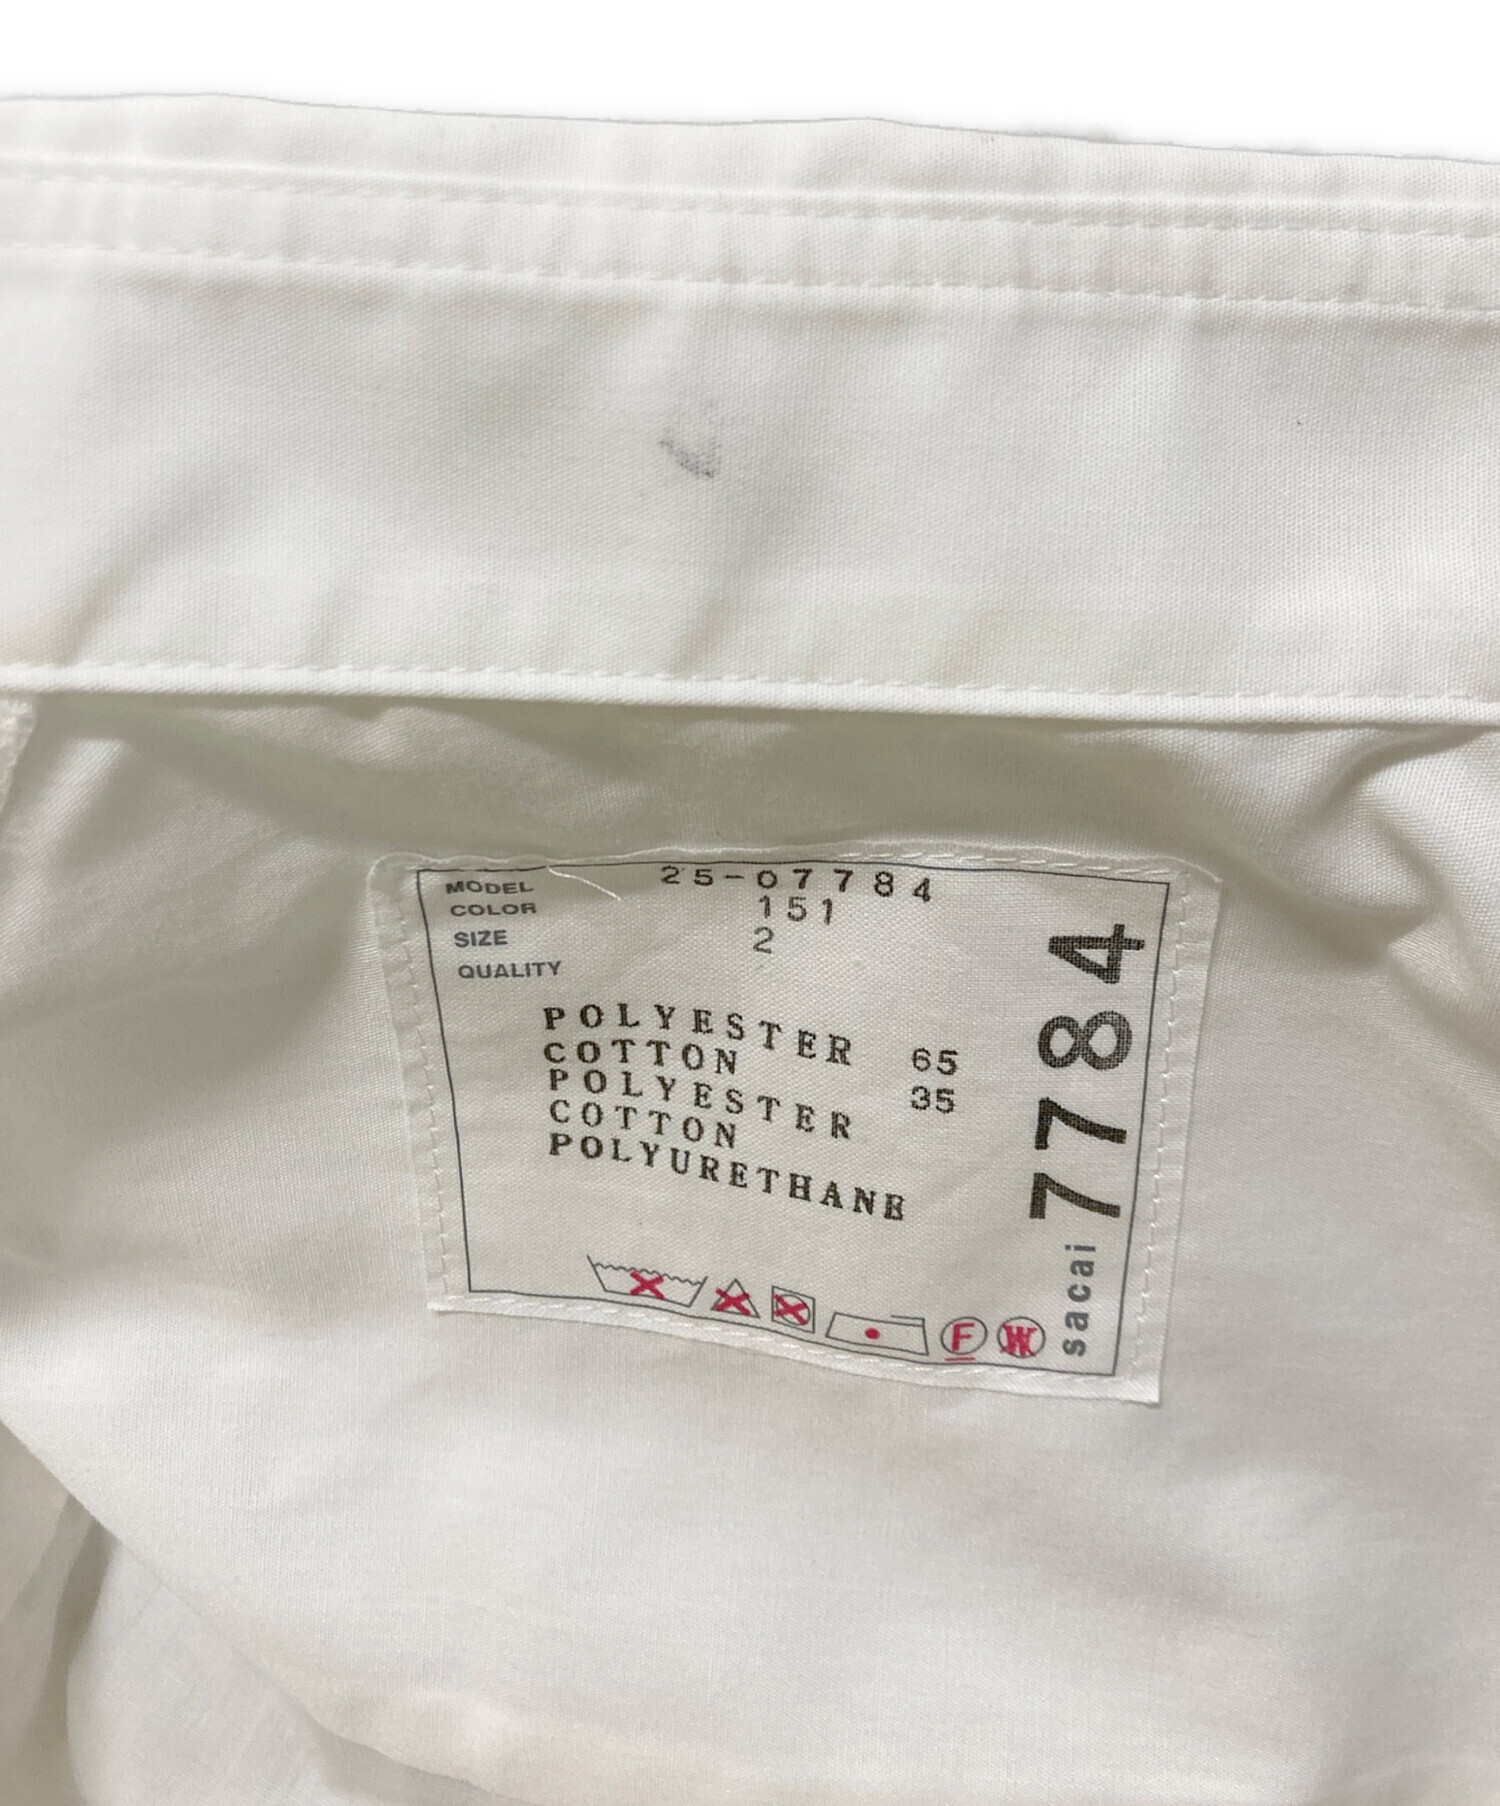 MODEL 25-07784
COLOR 151
SIZE 2
QUALITY
POLYESTER 65
COTTON 35
POLYESTER
COTTON
POLYURETHANE
F
W
sacai 7784